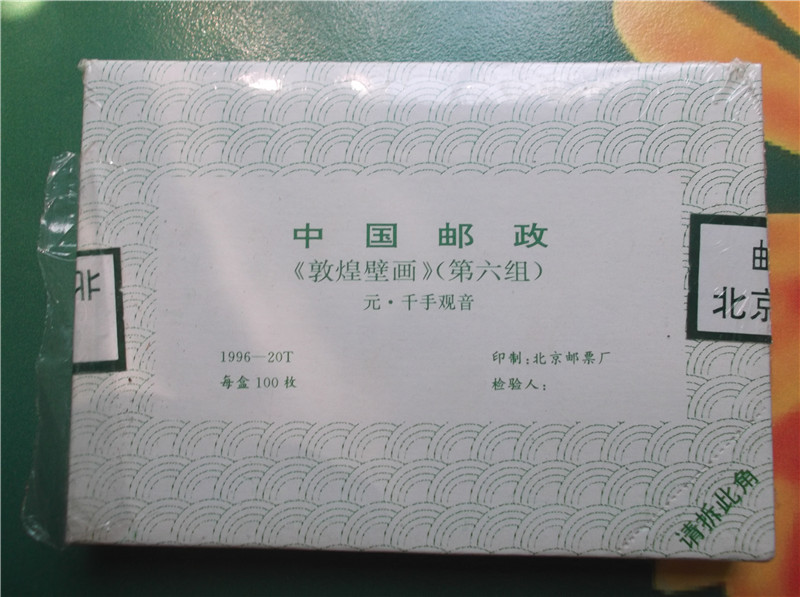 中国邮政
《敦煌壁画》(第六组)
元·千手观音
1996—20T
每盒100枚
印制:北京邮票厂
检验人:
北京
请拆此角